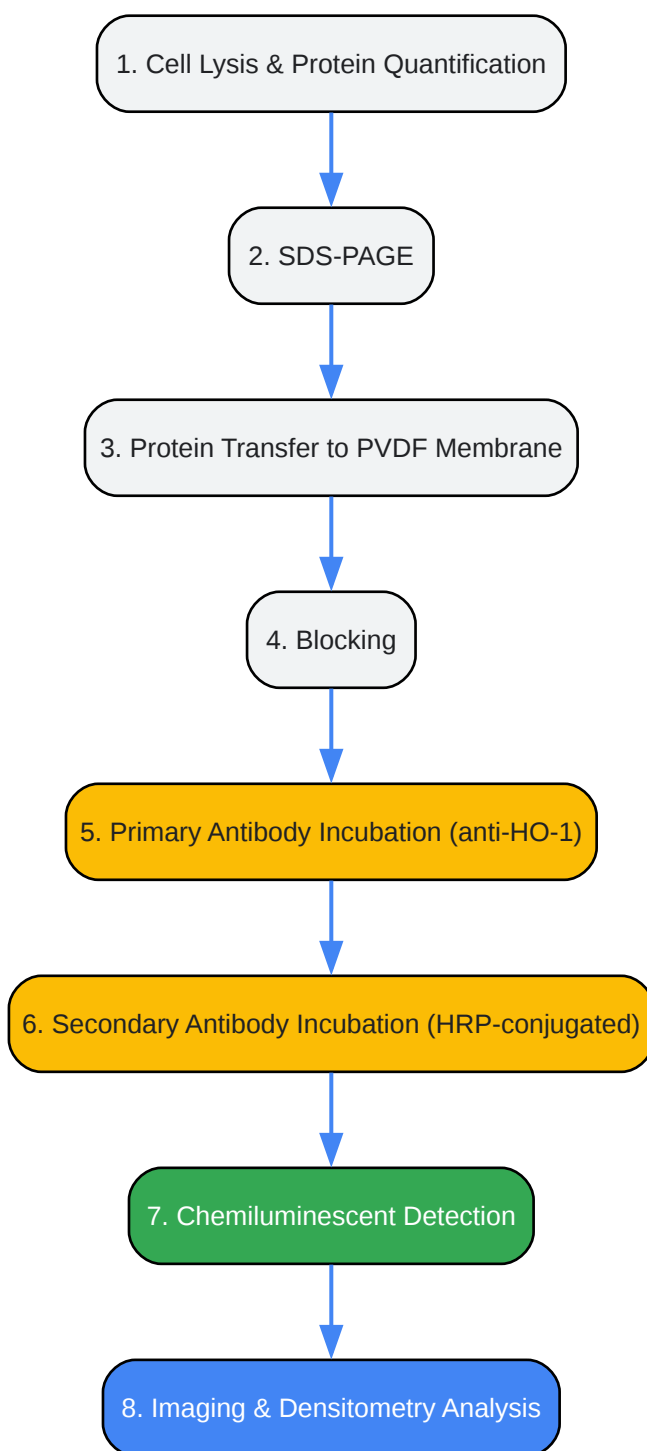 1. Cell Lysis & Protein Quantification
2. SDS-PAGE
3. Protein Transfer to PVDF Membrane
4. Blocking
5. Primary Antibody Incubation (anti-HO-1)
6. Secondary Antibody Incubation (HRP-conjugated)
7. Chemiluminescent Detection
8. Imaging & Densitometry Analysis